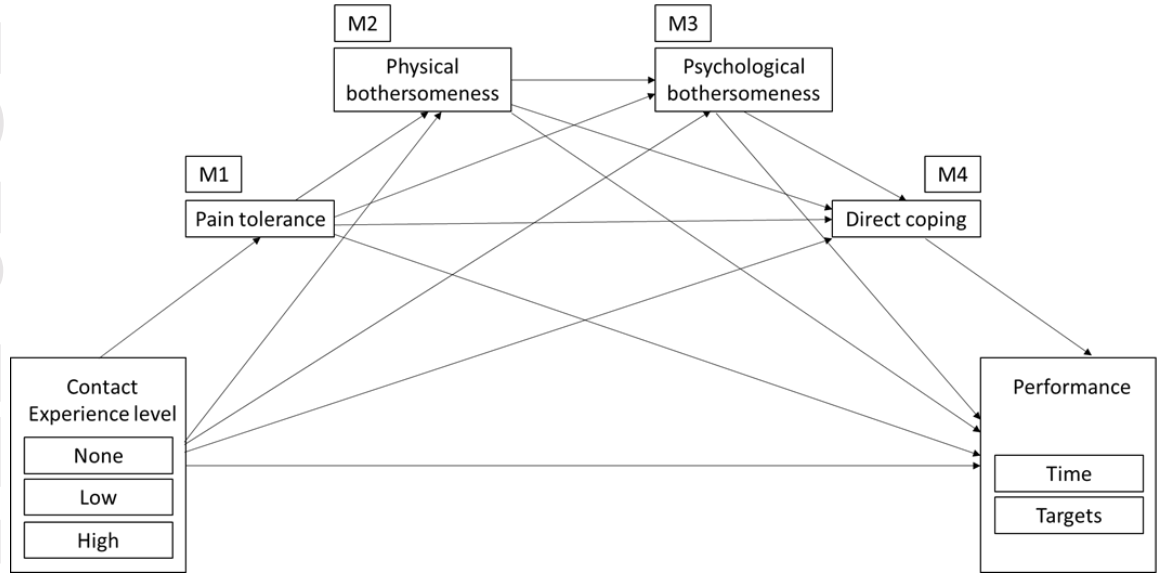 M2
M3
Physical
bothersomeness
Psychological
bothersomeness
M1
M4
Pain tolerance
Direct coping
Contact
Experience level
None
Low
High
Performance
Time
Targets